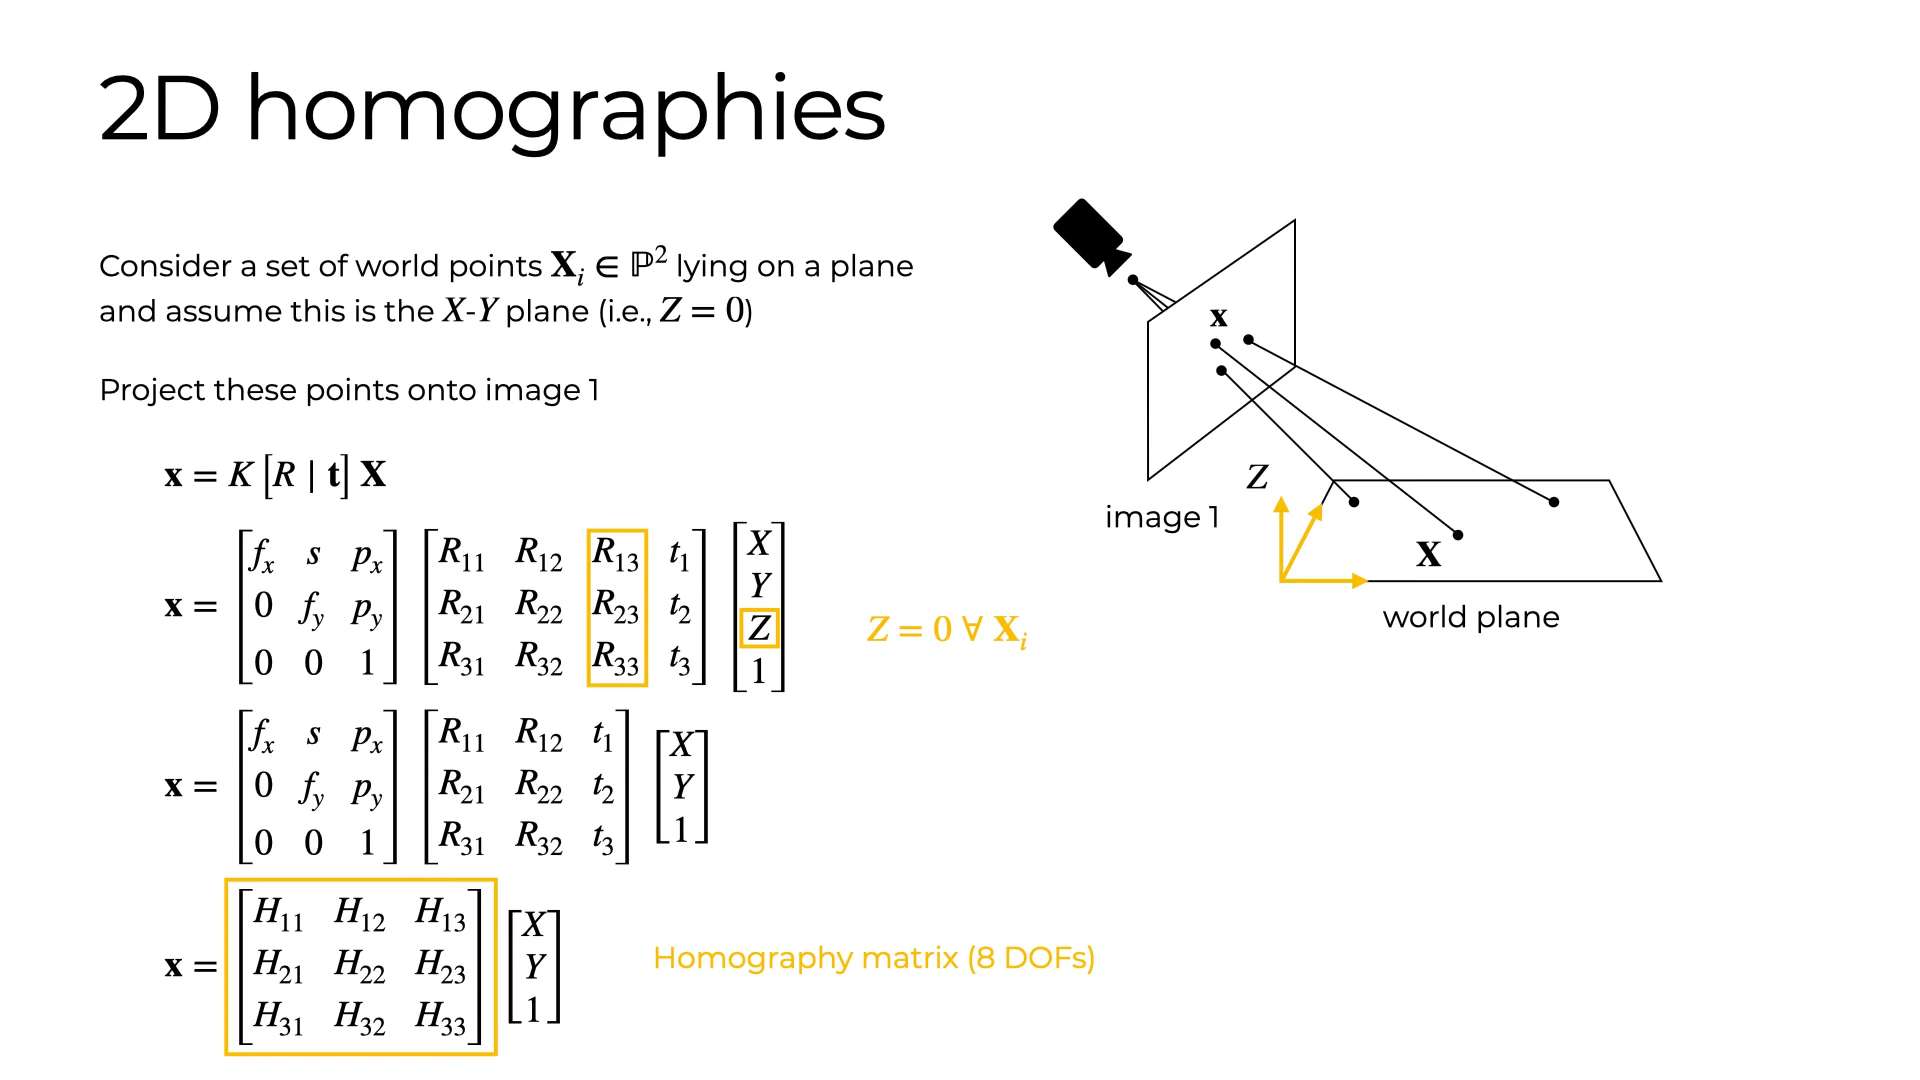 2D homographies
Consider a set of world points 𝐗ᵢ ∈ ℙ² lying on a plane
and assume this is the X-Y plane (i.e., Z = 0)
Project these points onto image 1
𝐱 = K [R | 𝐭] 𝐗
𝐱 = [f_x s p_x; 0 f_y p_y; 0 0 1] [R₁₁ R₁₂ R₁₃ t₁; R₂₁ R₂₂ R₂₃ t₂; R₃₁ R₃₂ R₃₃ t₃] [X; Y; Z; 1]
Z = 0 ∀ 𝐗ᵢ
𝐱 = [f_x s p_x; 0 f_y p_y; 0 0 1] [R₁₁ R₁₂ t₁; R₂₁ R₂₂ t₂; R₃₁ R₃₂ t₃] [X; Y; 1]
𝐱 = [H₁₁ H₁₂ H₁₃; H₂₁ H₂₂ H₂₃; H₃₁ H₃₂ H₃₃] [X; Y; 1]
Homography matrix (8 DOFs)
𝐱
Z
image 1
𝐗
world plane